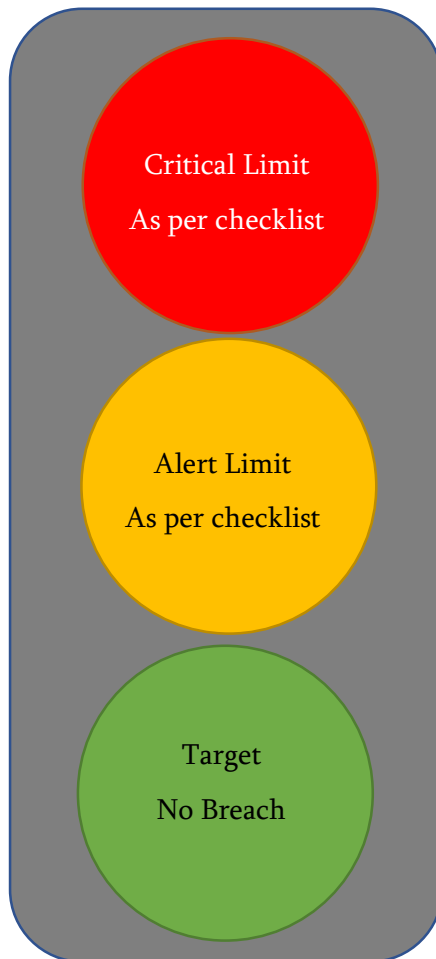 Critical Limit
As per checklist
Alert Limit
As per checklist
Target
No Breach